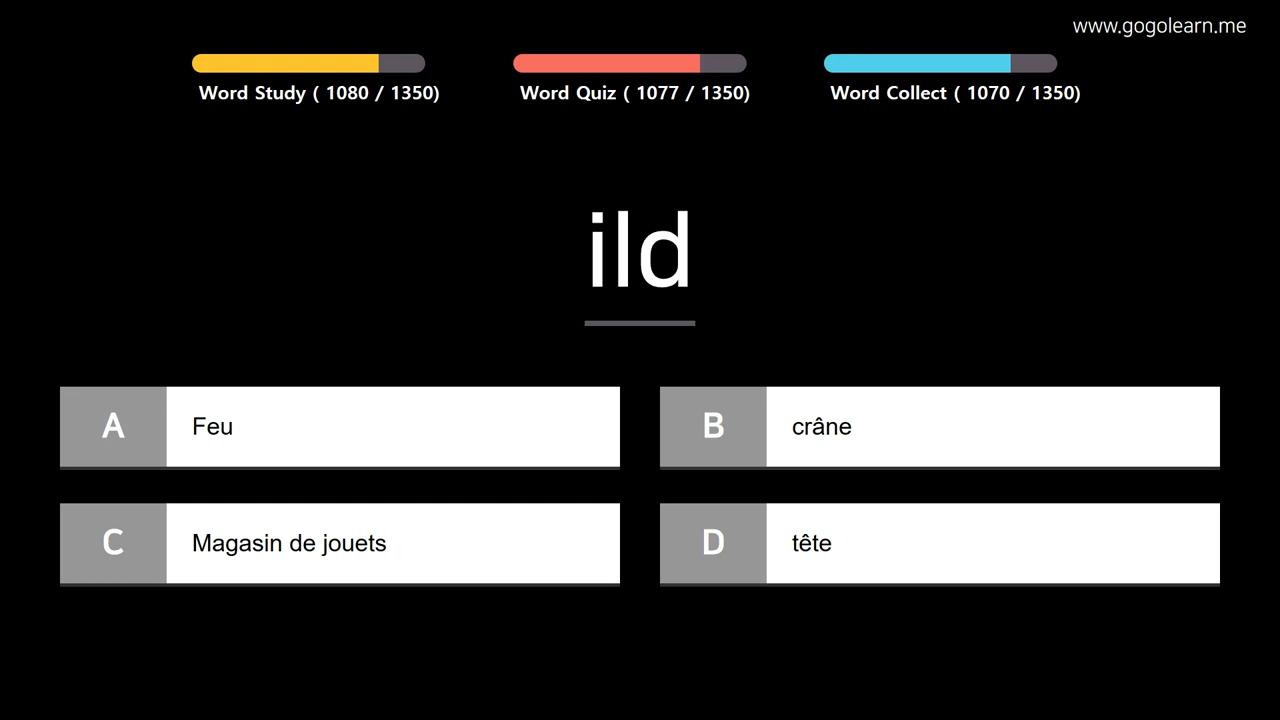 www.gogolearn.me
Word Study ( 1080 / 1350)
Word Quiz ( 1077 / 1350)
Word Collect ( 1070 / 1350)
ild
A Feu
B crâne
C Magasin de jouets
D tête